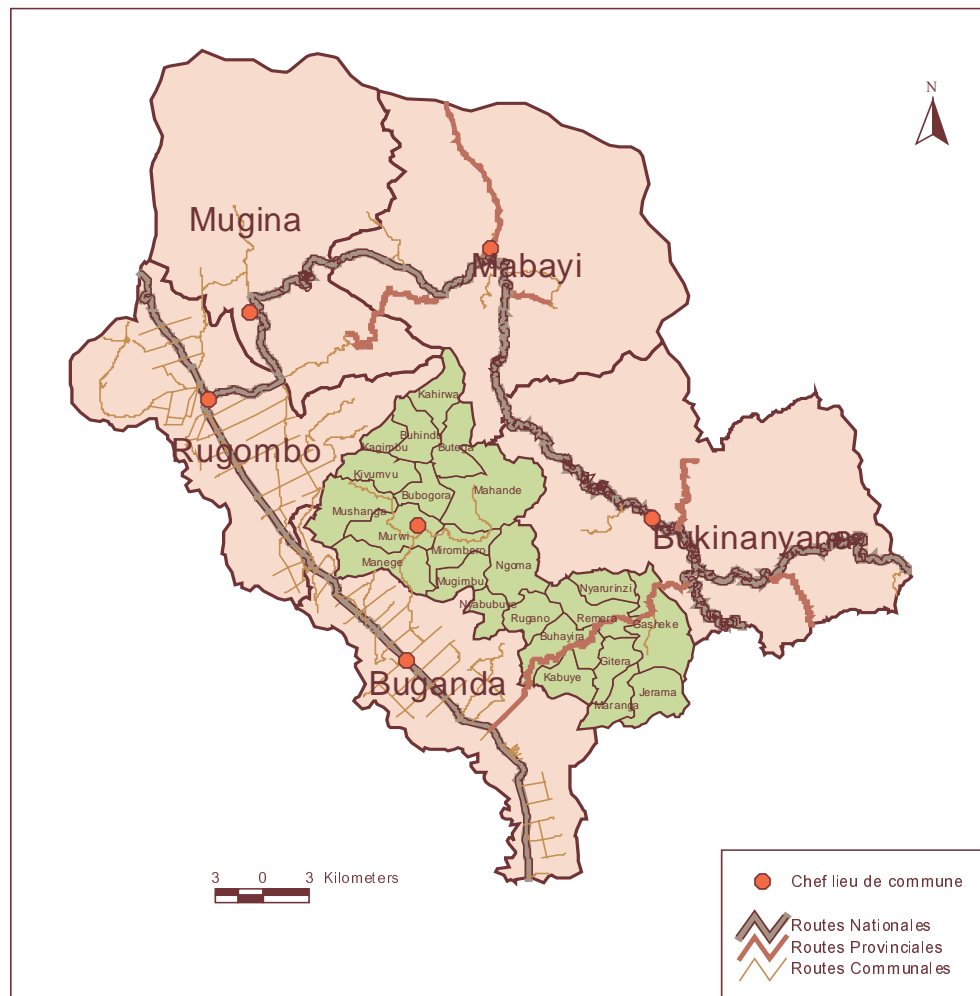 N
Mugina
Mabayi
Kahirwa
Buhindo
Kagimbu
Butega
Rugombo
Kivumvu
Bubogora
Mahande
Mushanga
Murwi
Mirombero
Manege
Ngoma
Mugimbu
Bukinanyana
Nyarurinzi
Nyabubuye
Rugano
Remera
Gasheke
Buhayira
Gitera
Kabuye
Jerama
Maranga
Buganda
3 0 3 Kilometers
Chef lieu de commune
Routes Nationales
Routes Provinciales
Routes Communales